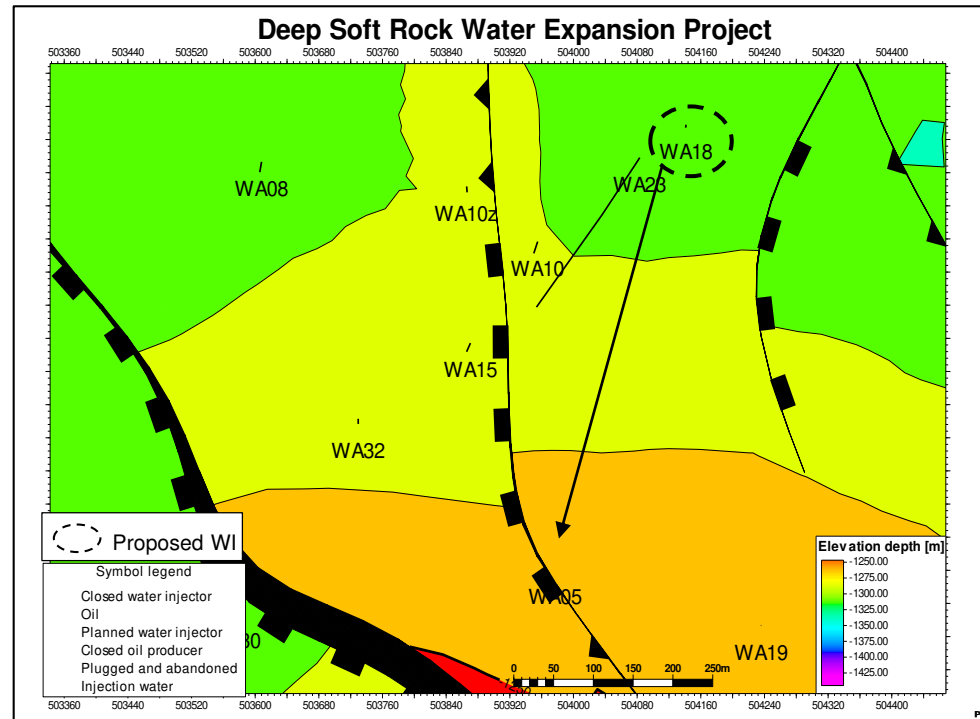 Deep Soft Rock Water Expansion Project
503360 503440 503520 503600 503680 503760 503840 503920 504000 504080 504160 504240 504320 504400
WA18
WA23
WA08
WA10z
WA10
WA15
WA32
Proposed WI
Symbol legend
Closed water injector
Oil
Planned water injector
Closed oil producer
Plugged and abandoned
Injection water
WA05
WA19
Elevation depth [m]
-1250.00
-1275.00
-1300.00
-1325.00
-1350.00
-1375.00
-1400.00
-1425.00
0 50 100 150 200 250m
503360 503440 503520 503600 503680 503760 503840 503920 504000 504080 504160 504240 504320 504400